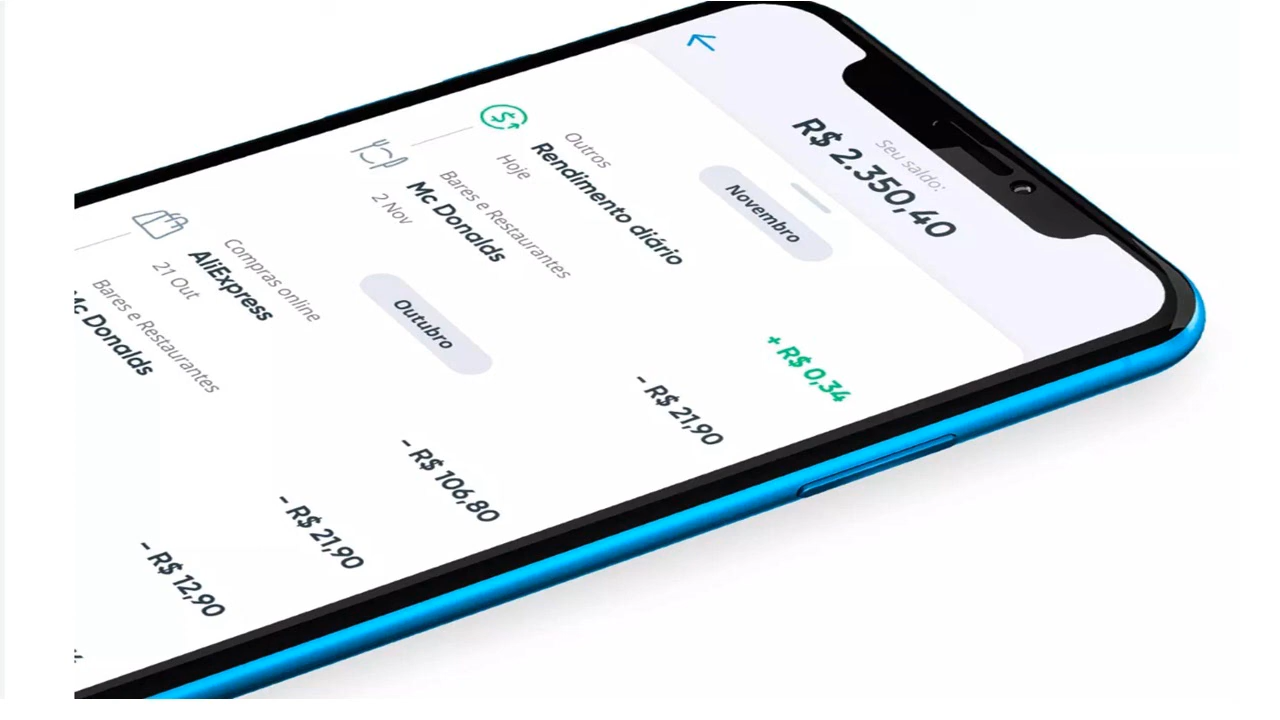 Seu saldo:
R$ 2.350,40
Novembro
Outros
Rendimento diário
Hoje
+ R$ 0,34
Bares e Restaurantes
Mc Donalds
2 Nov
- R$ 21,90
Outubro
Compras online
AliExpress
21 Out
- R$ 106,80
Bares e Restaurantes
Mc Donalds
- R$ 21,90
- R$ 12,90